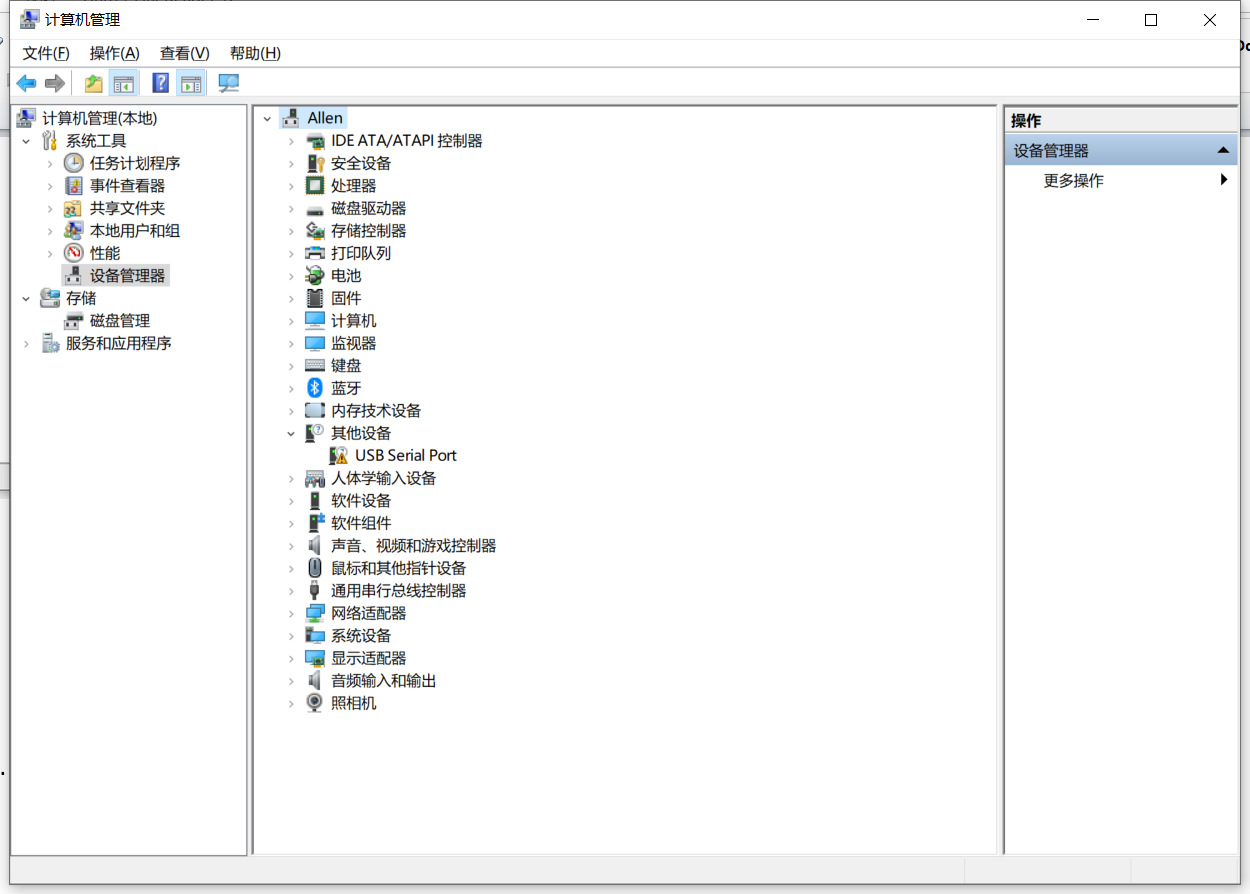 计算机管理
文件(F) 操作(A) 查看(V) 帮助(H)
计算机管理(本地)
系统工具
任务计划程序
事件查看器
共享文件夹
本地用户和组
性能
设备管理器
存储
磁盘管理
服务和应用程序
Allen
IDE ATA/ATAPI 控制器
安全设备
处理器
磁盘驱动器
存储控制器
打印队列
电池
固件
计算机
监视器
键盘
蓝牙
内存技术设备
其他设备
USB Serial Port
人体学输入设备
软件设备
软件组件
声音、视频和游戏控制器
鼠标和其他指针设备
通用串行总线控制器
网络适配器
系统设备
显示适配器
音频输入和输出
照相机
操作
设备管理器
更多操作